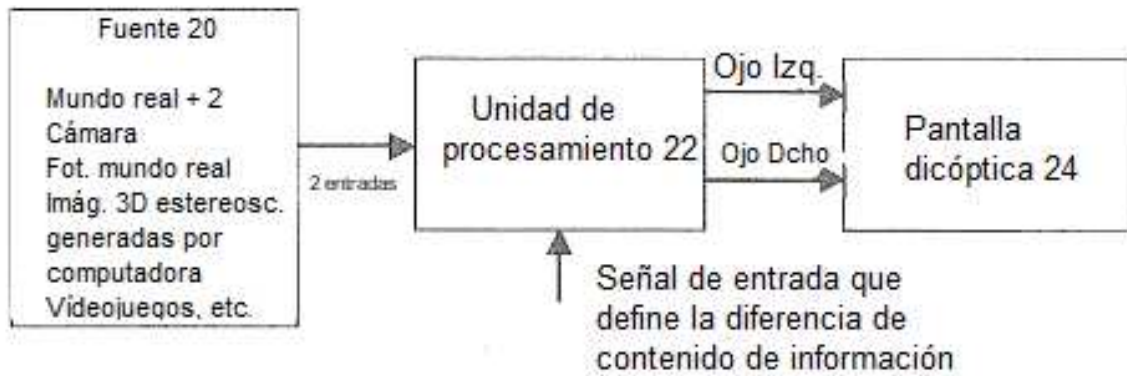 Fuente 20
Mundo real + 2
Cámara
Fot. mundo real
Imág. 3D estereosc.
generadas por
computadora
Vídeojuegos, etc.
2 entradas
Unidad de
procesamiento 22
Ojo Izq.
Ojo Dcho
Pantalla
dicóptica 24
Señal de entrada que
define la diferencia de
contenido de información